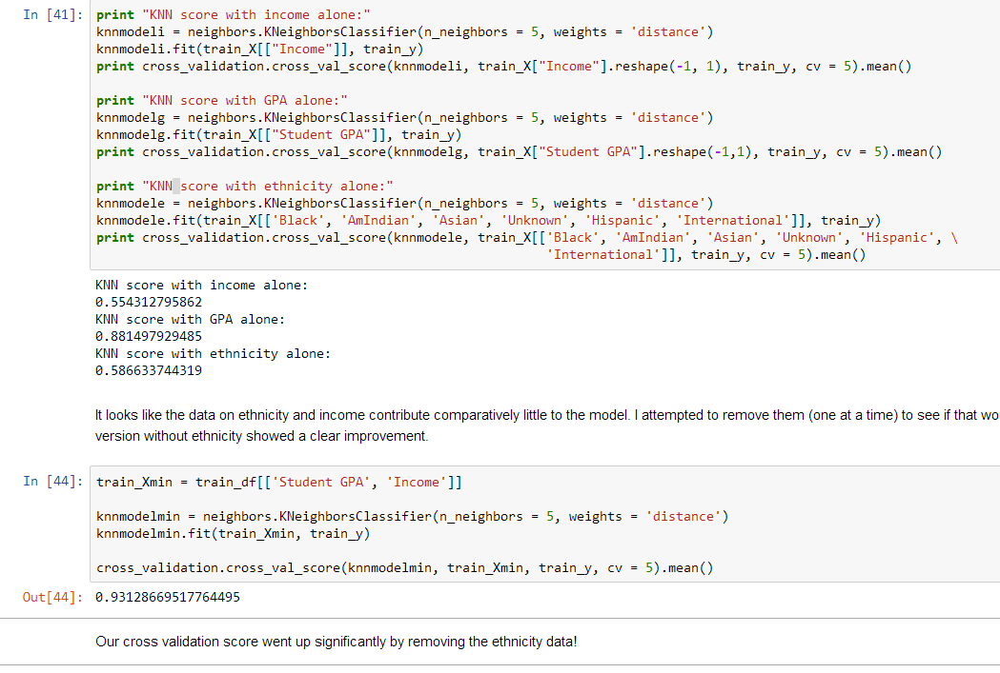 In [41]: print "KNN score with income alone:"
knnmodeli = neighbors.KNeighborsClassifier(n_neighbors = 5, weights = 'distance')
knnmodeli.fit(train_X[["Income"]], train_y)
print cross_validation.cross_val_score(knnmodeli, train_X["Income"].reshape(-1, 1), train_y, cv = 5).mean()
print "KNN score with GPA alone:"
knnmodelg = neighbors.KNeighborsClassifier(n_neighbors = 5, weights = 'distance')
knnmodelg.fit(train_X[["Student GPA"]], train_y)
print cross_validation.cross_val_score(knnmodelg, train_X["Student GPA"].reshape(-1,1), train_y, cv = 5).mean()
print "KNN score with ethnicity alone:"
knnmodele = neighbors.KNeighborsClassifier(n_neighbors = 5, weights = 'distance')
knnmodele.fit(train_X[['Black', 'AmIndian', 'Asian', 'Unknown', 'Hispanic', 'International']], train_y)
print cross_validation.cross_val_score(knnmodele, train_X[['Black', 'AmIndian', 'Asian', 'Unknown', 'Hispanic', \
'International']], train_y, cv = 5).mean()
KNN score with income alone:
0.554312795862
KNN score with GPA alone:
0.881497929485
KNN score with ethnicity alone:
0.586633744319
It looks like the data on ethnicity and income contribute comparatively little to the model. I attempted to remove them (one at a time) to see if that wo
version without ethnicity showed a clear improvement.
In [44]: train_Xmin = train_df[['Student GPA', 'Income']]
knnmodelmin = neighbors.KNeighborsClassifier(n_neighbors = 5, weights = 'distance')
knnmodelmin.fit(train_Xmin, train_y)
cross_validation.cross_val_score(knnmodelmin, train_Xmin, train_y, cv = 5).mean()
Out[44]: 0.93128669517764495
Our cross validation score went up significantly by removing the ethnicity data!